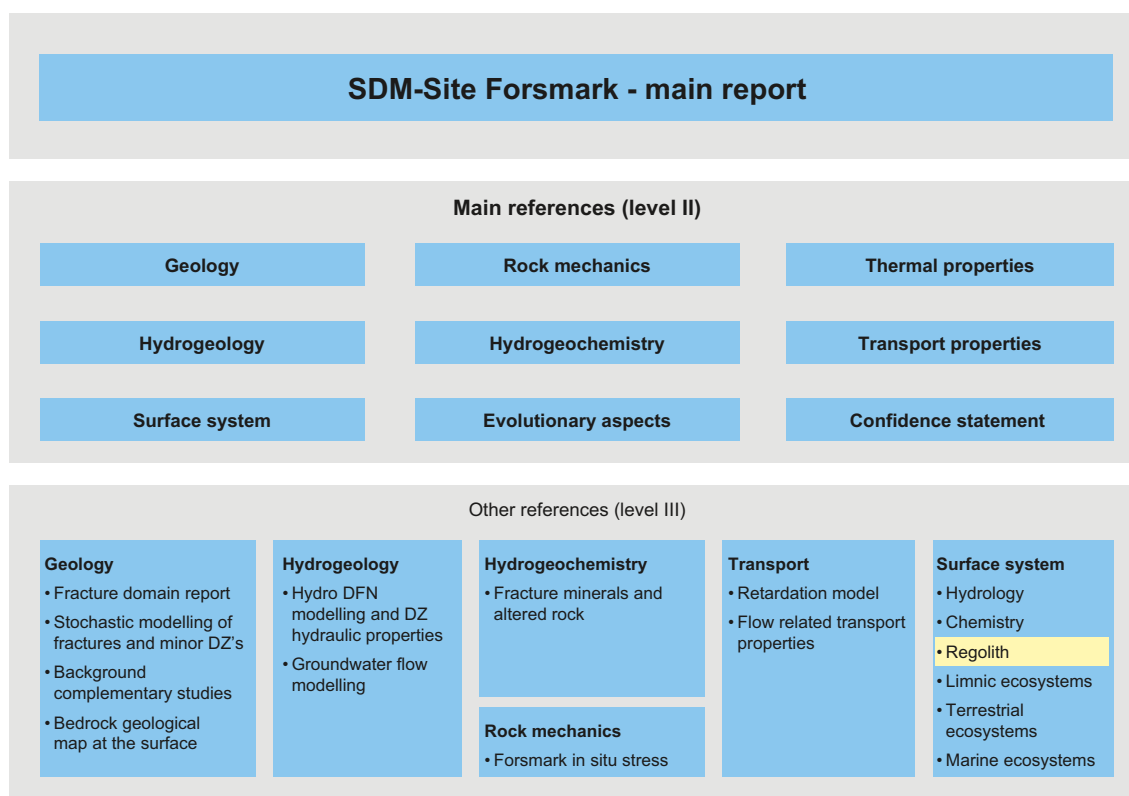 SDM-Site Forsmark - main report
Main references (level II)
Geology
Rock mechanics
Thermal properties
Hydrogeology
Hydrogeochemistry
Transport properties
Surface system
Evolutionary aspects
Confidence statement
Other references (level III)
Geology
• Fracture domain report
• Stochastic modelling of
fractures and minor DZ's
• Background
complementary studies
• Bedrock geological
map at the surface
Hydrogeology
• Hydro DFN
modelling and DZ
hydraulic properties
• Groundwater flow
modelling
Hydrogeochemistry
• Fracture minerals and
altered rock
Rock mechanics
• Forsmark in situ stress
Transport
• Retardation model
• Flow related transport
properties
Surface system
• Hydrology
• Chemistry
• Regolith
• Limnic ecosystems
• Terrestrial
ecosystems
• Marine ecosystems